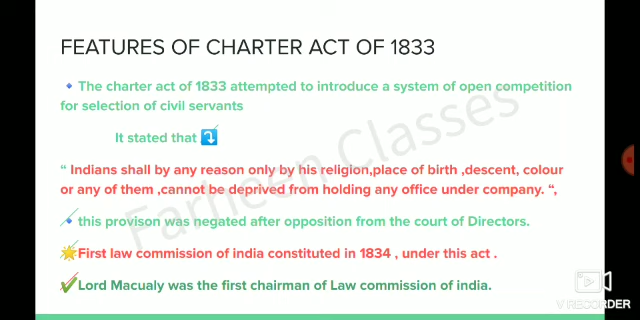 FEATURES OF CHARTER ACT OF 1833
The charter act of 1833 attempted to introduce a system of open competition
for selection of civil servants
It stated that
“ Indians shall by any reason only by his religion,place of birth ,descent, colour
or any of them ,cannot be deprived from holding any office under company. “,
this provison was negated after opposition from the court of Directors.
First law commission of india constituted in 1834 , under this act .
Lord Macualy was the first chairman of Law commission of india.
Farheen Classes
V RECORDER